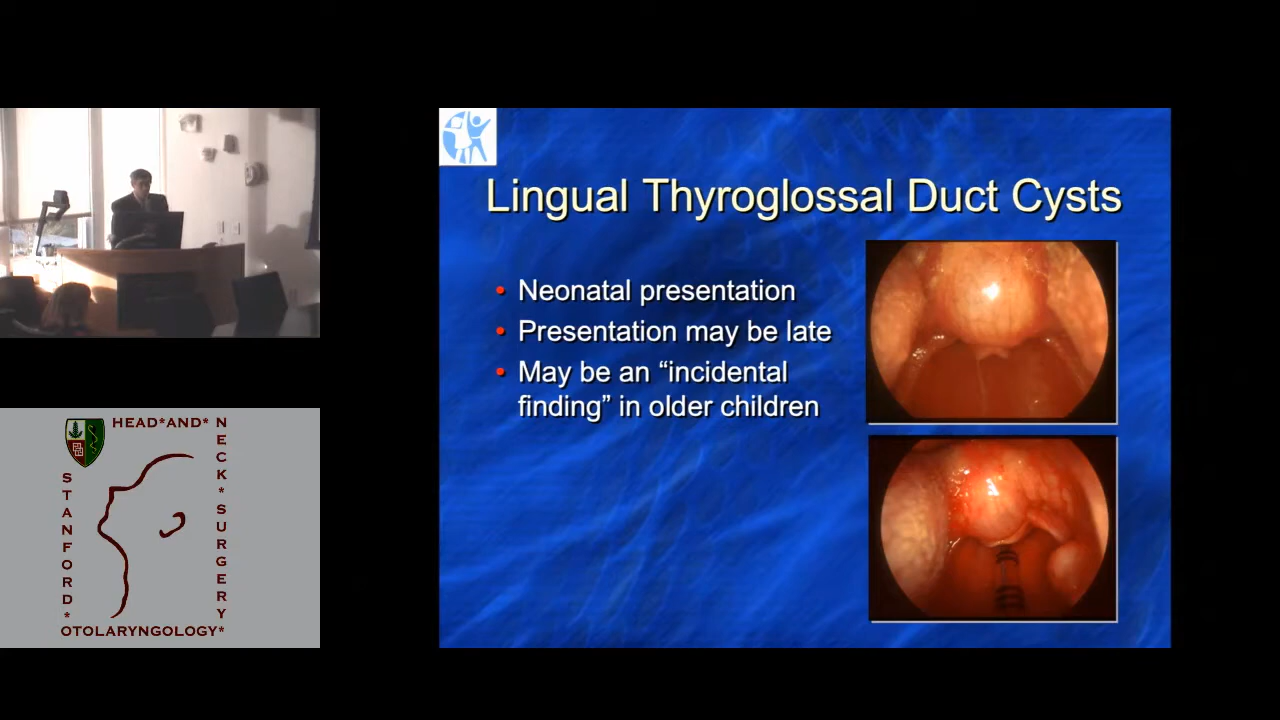 Lingual Thyroglossal Duct Cysts
• Neonatal presentation
• Presentation may be late
• May be an “incidental
finding” in older children
HEAD*AND*
NECK*SURGERY*
STANFORD*
OTOLARYNGOLOGY*